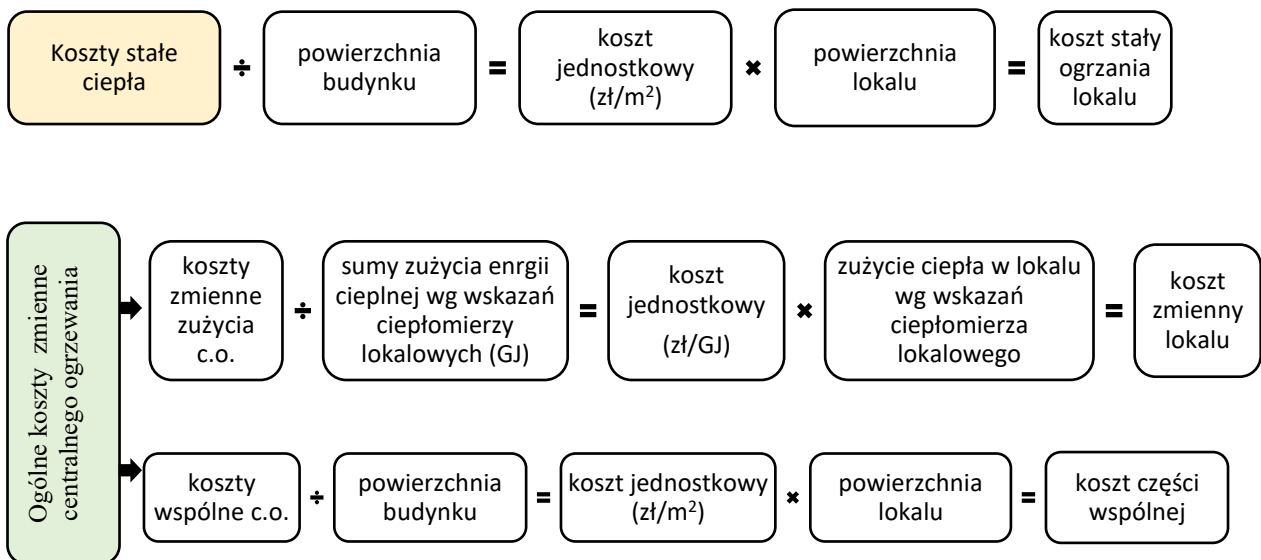 Koszty stałe
ciepła
÷
powierzchnia
budynku
=
koszt
jednostkowy
(zł/m²)
×
powierzchnia
lokalu
=
koszt stały
ogrzania
lokalu
Ogólne koszty zmienne
centralnego ogrzewania
koszty
zmienne
zużycia
c.o.
÷
sumy zużycia enrgii
cieplnej wg wskazań
ciepłomierzy
lokalowych (GJ)
=
koszt
jednostkowy
(zł/GJ)
×
zużycie ciepła w lokalu
wg wskazań
ciepłomierza
lokalowego
=
koszt
zmienny
lokalu
koszty
wspólne c.o.
÷
powierzchnia
budynku
=
koszt jednostkowy
(zł/m²)
×
powierzchnia
lokalu
=
koszt części
wspólnej